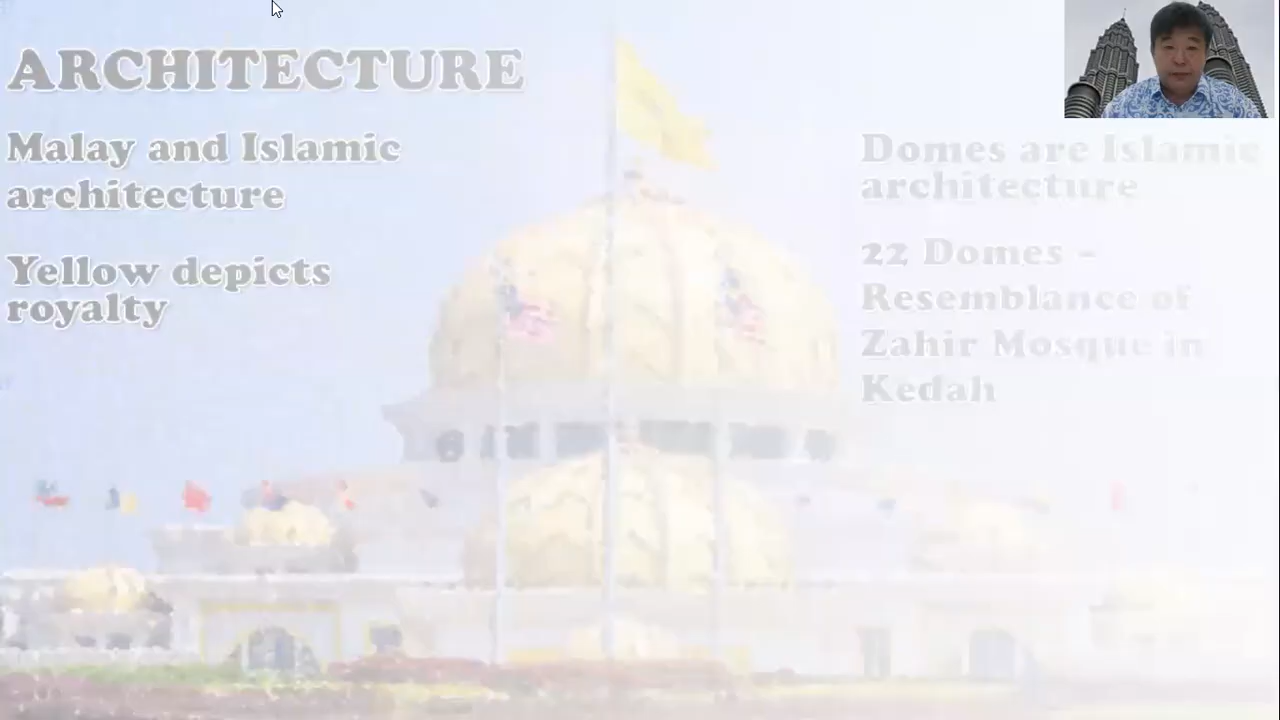 ARCHITECTURE
Malay and Islamic
architecture
Yellow depicts
royalty
Domes are Islamic
architecture
22 Domes –
Resemblance of
Zahir Mosque in
Kedah